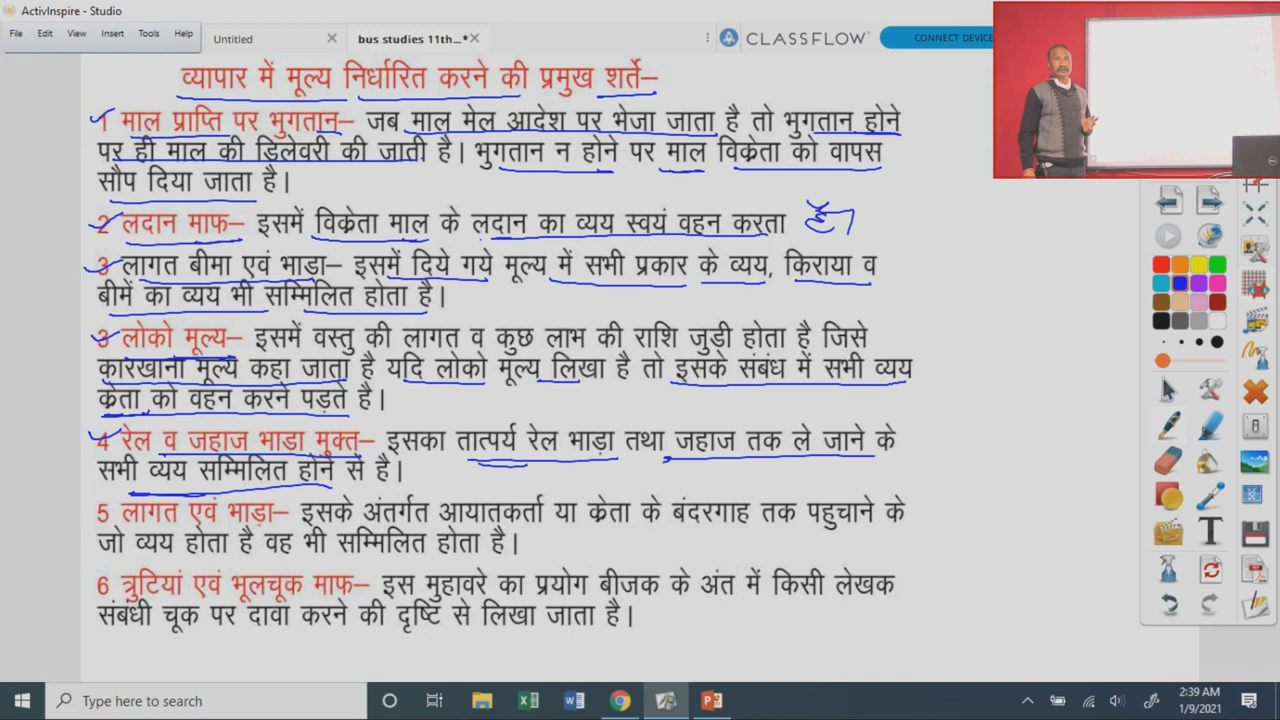 ActivInspire - Studio
File Edit View Insert Tools Help
Untitled
bus studies 11th...*
CLASSFLOW
CONNECT DEVICE
व्यापार में मूल्य निर्धारित करने की प्रमुख शर्ते–
1 माल प्राप्ति पर भुगतान– जब माल मेल आदेश पर भेजा जाता है तो भुगतान होने
पर ही माल की डिलेवरी की जाती है। भुगतान न होने पर माल विक्रेता को वापस
सौप दिया जाता है।
2 लदान माफ– इसमें विक्रेता माल के लदान का व्यय स्वयं वहन करता है।
3 लागत बीमा एवं भाडा– इसमें दिये गये मूल्य में सभी प्रकार के व्यय, किराया व
बीमें का व्यय भी सम्मिलित होता है।
3 लोको मूल्य– इसमें वस्तु की लागत व कुछ लाभ की राशि जुडी होता है जिसे
कारखाना मूल्य कहा जाता है यदि लोको मूल्य लिखा है तो इसके संबंध में सभी व्यय
क्रेता को वहन करने पड़ते है।
4 रेल व जहाज भाडा मुक्त– इसका तात्पर्य रेल भाड़ा तथा जहाज तक ले जाने के
सभी व्यय सम्मिलित होने से है।
5 लागत एवं भाड़ा– इसके अंतर्गत आयातकर्ता या क्रेता के बंदरगाह तक पहुचाने के
जो व्यय होता है वह भी सम्मिलित होता है।
6 त्रुटियां एवं भूलचूक माफ– इस मुहावरे का प्रयोग बीजक के अंत में किसी लेखक
संबंधी चूक पर दावा करने की दृष्टि से लिखा जाता है।
Type here to search
2:39 AM
1/9/2021